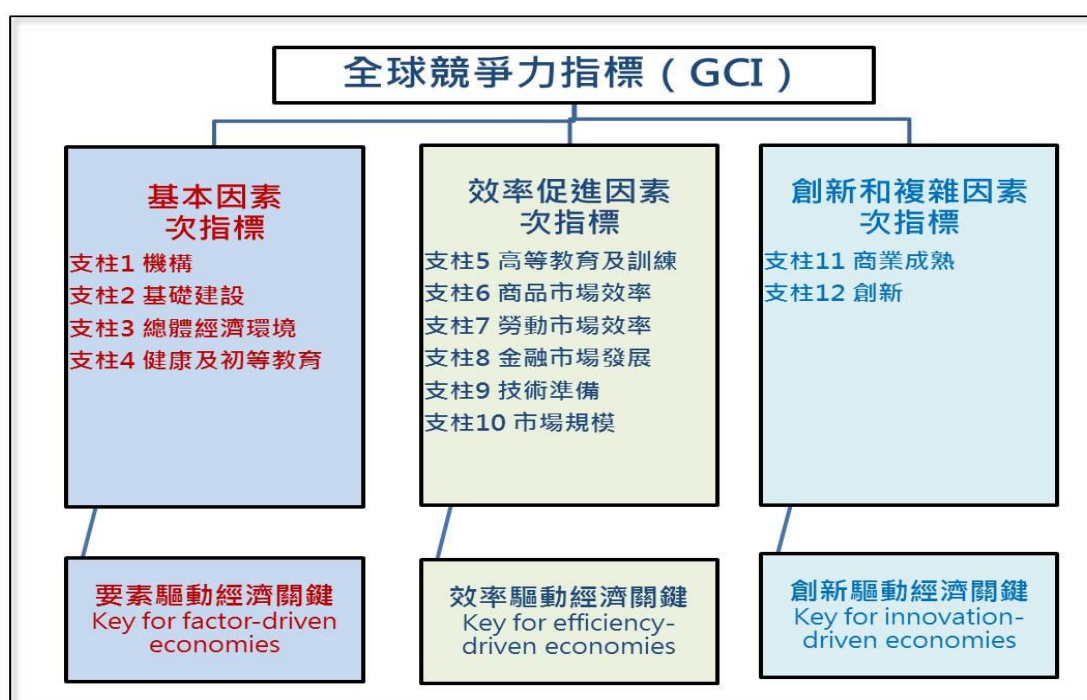 全球競爭力指標（GCI）
基本因素
次指標
支柱1 機構
支柱2 基礎建設
支柱3 總體經濟環境
支柱4 健康及初等教育
效率促進因素
次指標
支柱5 高等教育及訓練
支柱6 商品市場效率
支柱7 勞動市場效率
支柱8 金融市場發展
支柱9 技術準備
支柱10 市場規模
創新和複雜因素
次指標
支柱11 商業成熟
支柱12 創新
要素驅動經濟關鍵
Key for factor-driven
economies
效率驅動經濟關鍵
Key for efficiency-
driven economies
創新驅動經濟關鍵
Key for innovation-
driven economies